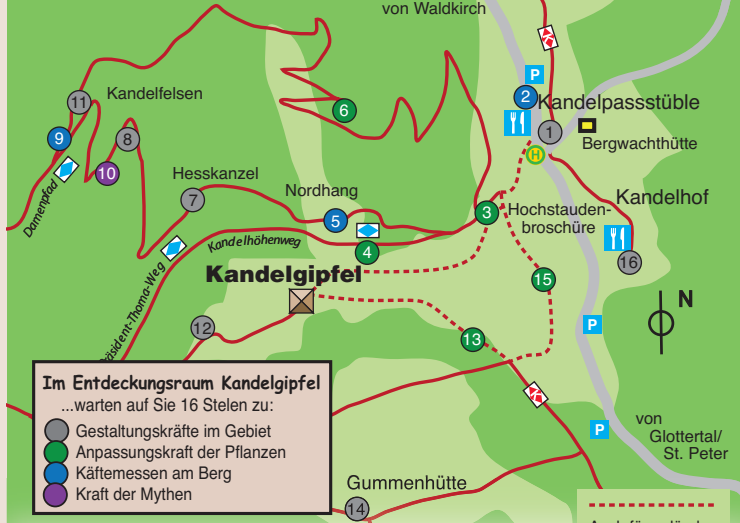 von Waldkirch
P
2
Kandelpassstüble
1
Bergwachthütte
H
11
Kandelfelsen
6
9
8
10
Damenpfad
Hesskanzel
7
Nordhang
5
3
Hochstauden-
broschüre
Kandelhof
16
4
Kandelhöhenweg
Kandelgipfel
15
N
P
12
13
räsident-Thoma-Weg
Im Entdeckungsraum Kandelgipfel
...warten auf Sie 16 Stelen zu:
Gestaltungskräfte im Gebiet
Anpassungskraft der Pflanzen
Käftemessen am Berg
Kraft der Mythen
P
von
Glottertal/
St. Peter
Gummenhütte
14